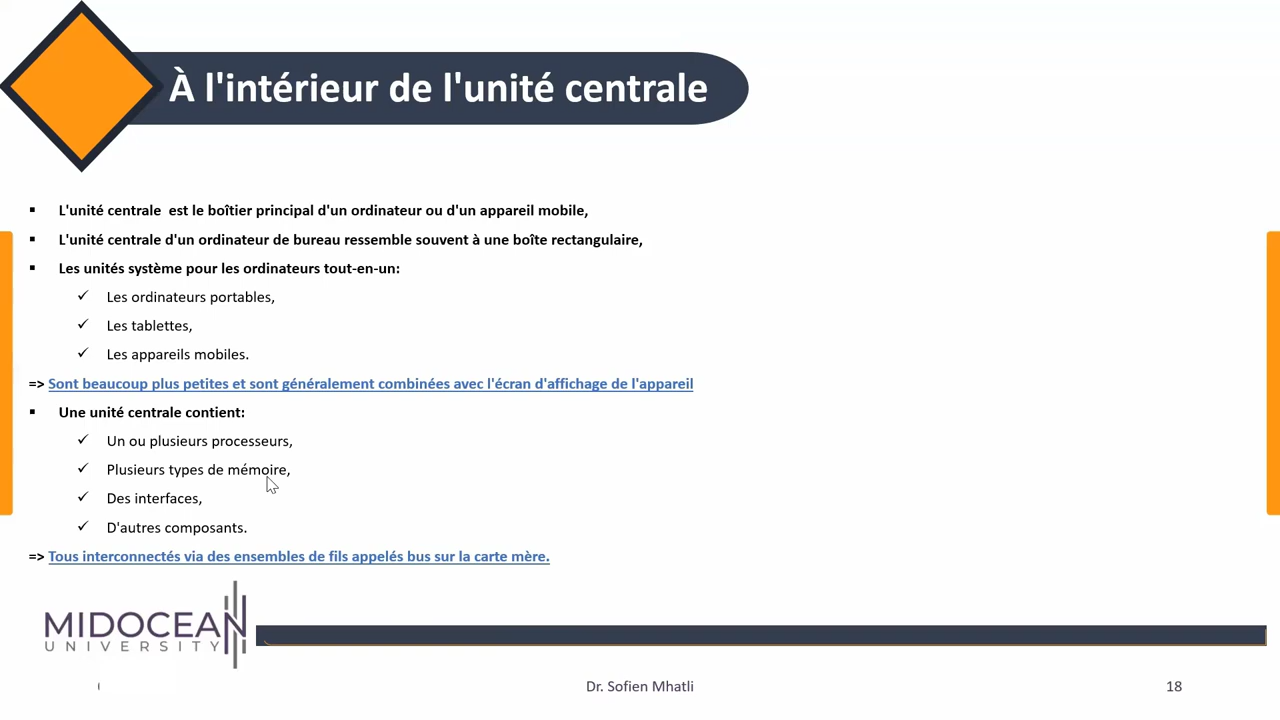 À l'intérieur de l'unité centrale
▪ L'unité centrale est le boîtier principal d'un ordinateur ou d'un appareil mobile,
▪ L'unité centrale d'un ordinateur de bureau ressemble souvent à une boîte rectangulaire,
▪ Les unités système pour les ordinateurs tout-en-un:
✓ Les ordinateurs portables,
✓ Les tablettes,
✓ Les appareils mobiles.
=> Sont beaucoup plus petites et sont généralement combinées avec l'écran d'affichage de l'appareil
▪ Une unité centrale contient:
✓ Un ou plusieurs processeurs,
✓ Plusieurs types de mémoire,
✓ Des interfaces,
✓ D'autres composants.
=> Tous interconnectés via des ensembles de fils appelés bus sur la carte mère.
MIDOCEAN
UNIVERSITY
Dr. Sofien Mhatli
18